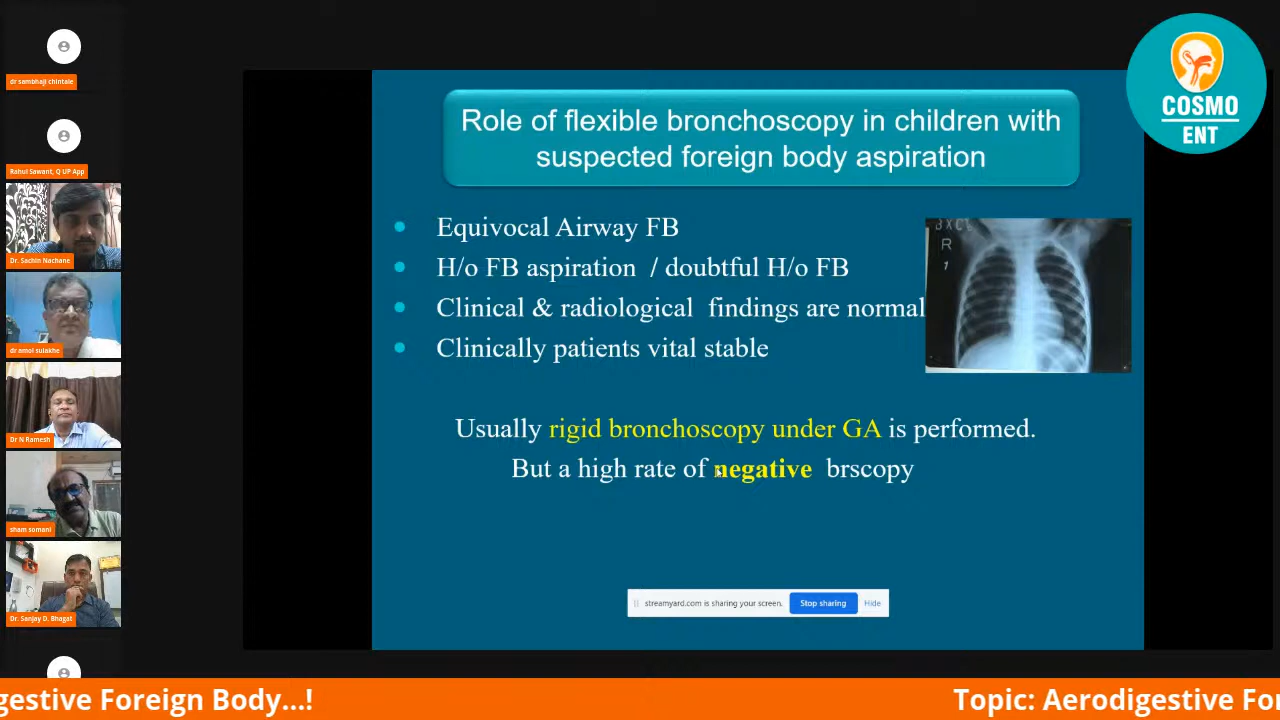 dr sambhaji chintale
Rahul Sawant, Q UP App
Dr. Sachin Nachane
dr amol sulakhe
Dr N Ramesh
sham somani
Dr. Sanjay D. Bhagat
COSMO
ENT
Role of flexible bronchoscopy in children with
suspected foreign body aspiration
Equivocal Airway FB
H/o FB aspiration / doubtful H/o FB
Clinical & radiological findings are normal
Clinically patients vital stable
R
Usually rigid bronchoscopy under GA is performed.
But a high rate of negative brscopy
streamyard.com is sharing your screen.
Stop sharing
Hide
gestive Foreign Body...!
Topic: Aerodigestive For